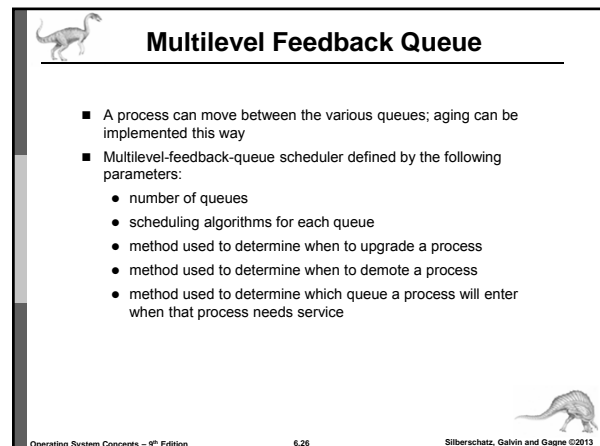 Multilevel Feedback Queue
■ A process can move between the various queues; aging can be
implemented this way
■ Multilevel-feedback-queue scheduler defined by the following
parameters:
● number of queues
● scheduling algorithms for each queue
● method used to determine when to upgrade a process
● method used to determine when to demote a process
● method used to determine which queue a process will enter
when that process needs service
Operating System Concepts – 9th Edition 6.26 Silberschatz, Galvin and Gagne ©2013